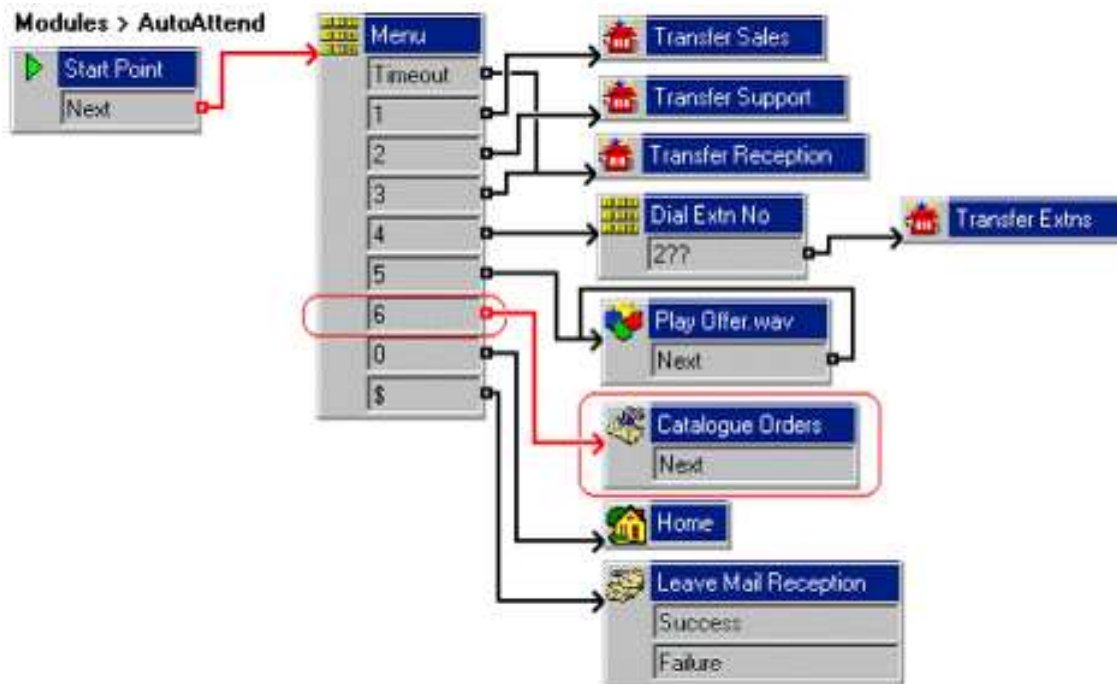 Modules > AutoAttend
Start Point
Next
Menu
Timeout
1
2
3
4
5
6
0
$
Transfer Sales
Transfer Support
Transfer Reception
Dial Extn No
2??
Transfer Extns
Play Offer.wav
Next
Catalogue Orders
Next
Home
Leave Mail Reception
Success
Failure